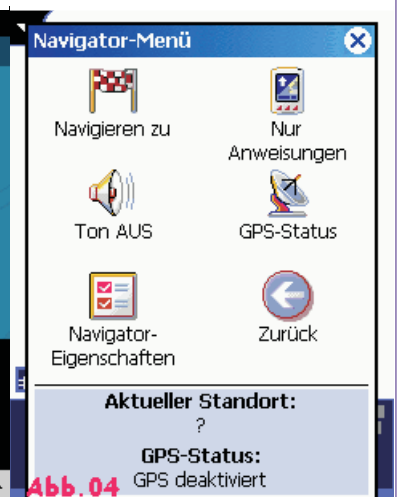 Navigator-Menü
Navigieren zu
Nur
Anweisungen
Ton AUS
GPS-Status
Navigator-
Eigenschaften
Zurück
Aktueller Standort:
?
GPS-Status:
GPS deaktiviert
Abb. 04